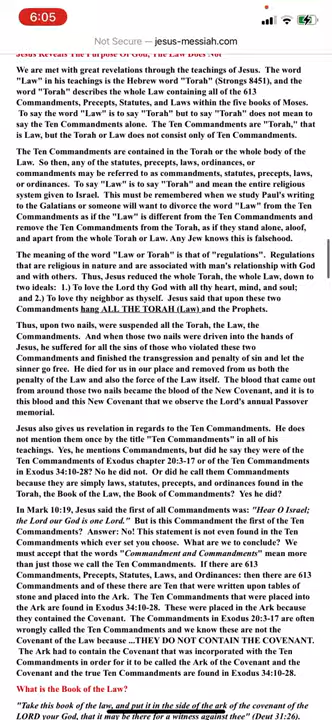 6:05
Not Secure — jesus-messiah.com
Jesus Reveals The Purpose Of God, The Law Does Not
We are met with great revelations through the teachings of Jesus. The word
"Law" in his teachings is the Hebrew word "Torah" (Strongs 8451), and the
word "Torah" describes the whole Law containing all of the 613
Commandments, Precepts, Statutes, and Laws within the five books of Moses.
To say the word "Law" is to say "Torah" but to say "Torah" does not mean to
say the Ten Commandments alone. The Ten Commandments are "Torah," that
is Law, but the Torah or Law does not consist only of Ten Commandments.
The Ten Commandments are contained in the Torah or the whole body of the
Law. So then, any of the statutes, precepts, laws, ordinances, or
commandments may be referred to as commandments, statutes, precepts, laws,
or ordinances. To say "Law" is to say "Torah" and mean the entire religious
system given to Israel. This must be remembered when we study Paul's writing
to the Galatians or someone will want to divorce the word "Law" from the Ten
Commandments as if the "Law" is different from the Ten Commandments and
remove the Ten Commandments from the Torah, as if they stand alone, aloof,
and apart from the whole Torah or Law. Any Jew knows this is falsehood.
The meaning of the word "Law or Torah" is that of "regulations". Regulations
that are religious in nature and are associated with man's relationship with God
and with others. Thus, Jesus reduced the whole Torah, the whole Law, down to
two ideals: 1.) To love the Lord thy God with all thy heart, mind, and soul;
and 2.) To love thy neighbor as thyself. Jesus said that upon these two
Commandments hang ALL THE TORAH (Law) and the Prophets.
Thus, upon two nails, were suspended all the Torah, the Law, the
Commandments. And when those two nails were driven into the hands of
Jesus, he suffered for all the sins of those who violated these two
Commandments and finished the transgression and penalty of sin and let the
sinner go free. He died for us in our place and removed from us both the
penalty of the Law and also the force of the Law itself. The blood that came out
from around those two nails became the blood of the New Covenant, and it is to
this blood and this New Covenant that we observe the Lord's annual Passover
memorial.
Jesus also gives us revelation in regards to the Ten Commandments. He does
not mention them once by the title "Ten Commandments" in all of his
teachings. Yes, he mentions Commandments, but did he say they were of the
Ten Commandments of Exodus chapter 20:3-17 or of the Ten Commandments
in Exodus 34:10-28? No he did not. Or did he call them Commandments
because they are simply laws, statutes, precepts, and ordinances found in the
Torah, the Book of the Law, the Book of Commandments? Yes he did?
In Mark 10:19, Jesus said the first of all Commands was: "Hear O Israel;
the Lord our God is one Lord." But is this Commandment the first of the Ten
Commandments? Answer: No! This statement is not even found in the Ten
Commandments which ever set you choose. What are we to conclude? We
must accept that the words "Commandment and Commandments" mean more
than just those we call the Ten Commandments. If there are 613
Commandments, Precepts, Statutes, Laws, and Ordinances: then there are 613
Commandments and of these there are Ten that were written upon tables of
stone and placed into the Ark. The Ten Commandments that were placed into
the Ark are found in Exodus 34:10-28. These were placed in the Ark because
they contained the Covenant. The Commandments in Exodus 20:3-17 are often
wrongly called the Ten Commandments and we know these are not the
Covenant of the Law because ...THEY DO NOT CONTAIN THE COVENANT.
The Ark had to contain the Covenant that was incorporated with the Ten
Commandments in order for it to be called the Ark of the Covenant and the
Covenant and the true Ten Commandments are found in Exodus 34:10-28.
What is the Book of the Law?
"Take this book of the law, and put it in the side of the ark of the covenant of the
LORD your God, that it may be there for a witness against thee" (Deut 31:26).